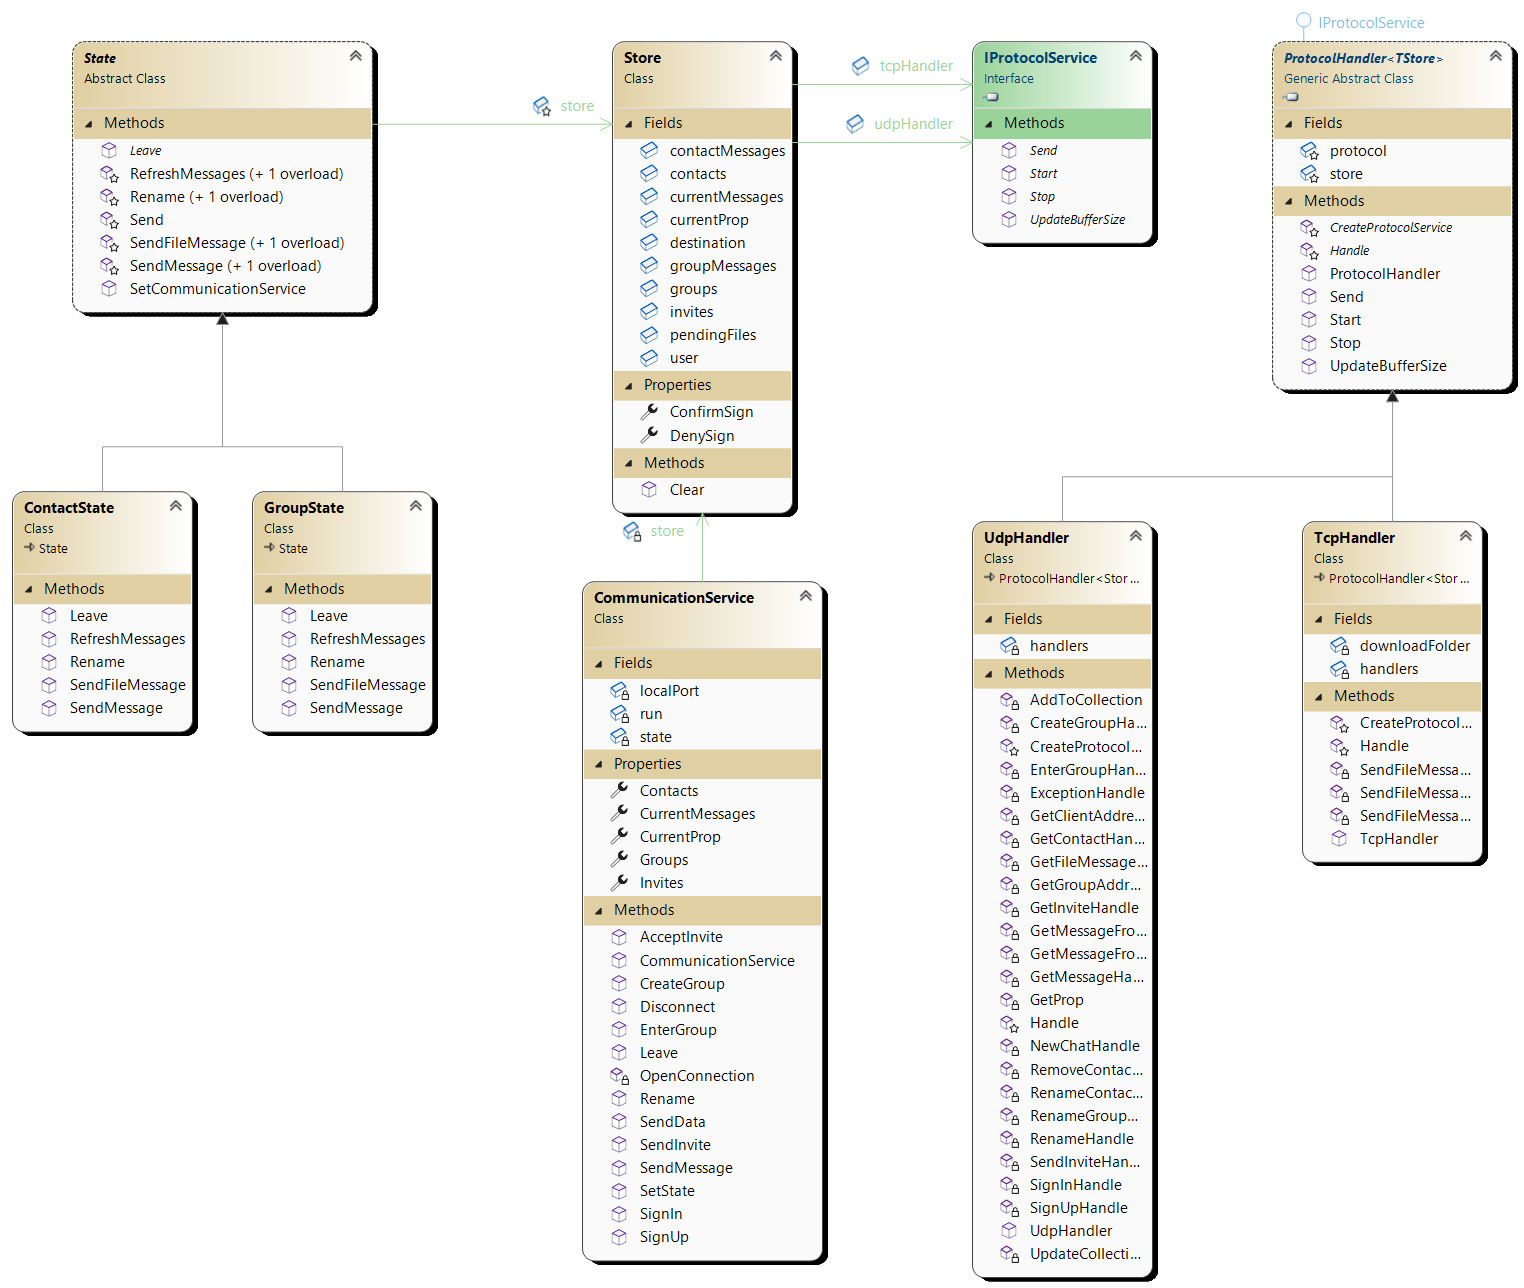 State
Abstract Class
Methods
Leave
RefreshMessages (+ 1 overload)
Rename (+ 1 overload)
Send
SendFileMessage (+ 1 overload)
SendMessage (+ 1 overload)
SetCommunicationService
store
Store
Class
Fields
contactMessages
contacts
currentMessages
currentProp
destination
groupMessages
groups
invites
pendingFiles
user
Properties
ConfirmSign
DenySign
Methods
Clear
tcpHandler
udpHandler
IProtocolService
Interface
Methods
Send
Start
Stop
UpdateBufferSize
IProtocolService
ProtocolHandler<TStore>
Generic Abstract Class
Fields
protocol
store
Methods
CreateProtocolService
Handle
ProtocolHandler
Send
Start
Stop
UpdateBufferSize
ContactState
Class
State
Methods
Leave
RefreshMessages
Rename
SendFileMessage
SendMessage
GroupState
Class
State
Methods
Leave
RefreshMessages
Rename
SendFileMessage
SendMessage
store
CommunicationService
Class
Fields
localPort
run
state
Properties
Contacts
CurrentMessages
CurrentProp
Groups
Invites
Methods
AcceptInvite
CommunicationService
CreateGroup
Disconnect
EnterGroup
Leave
OpenConnection
Rename
SendData
SendInvite
SendMessage
SetState
SignIn
SignUp
UdpHandler
Class
ProtocolHandler<Stor...
Fields
handlers
Methods
AddToCollection
CreateGroupHa...
CreateProtocol...
EnterGroupHan...
ExceptionHandle
GetClientAddre...
GetContactHan...
GetFileMessage...
GetGroupAddr...
GetInviteHandle
GetMessageFro...
GetMessageFro...
GetMessageHa...
GetProp
Handle
NewChatHandle
RemoveContac...
RenameContac...
RenameGroup...
RenameHandle
SendInviteHan...
SignInHandle
SignUpHandle
UdpHandler
UpdateCollecti...
TcpHandler
Class
ProtocolHandler<Stor...
Fields
downloadFolder
handlers
Methods
CreateProtocol...
Handle
SendFileMessa...
SendFileMessa...
SendFileMessa...
TcpHandler